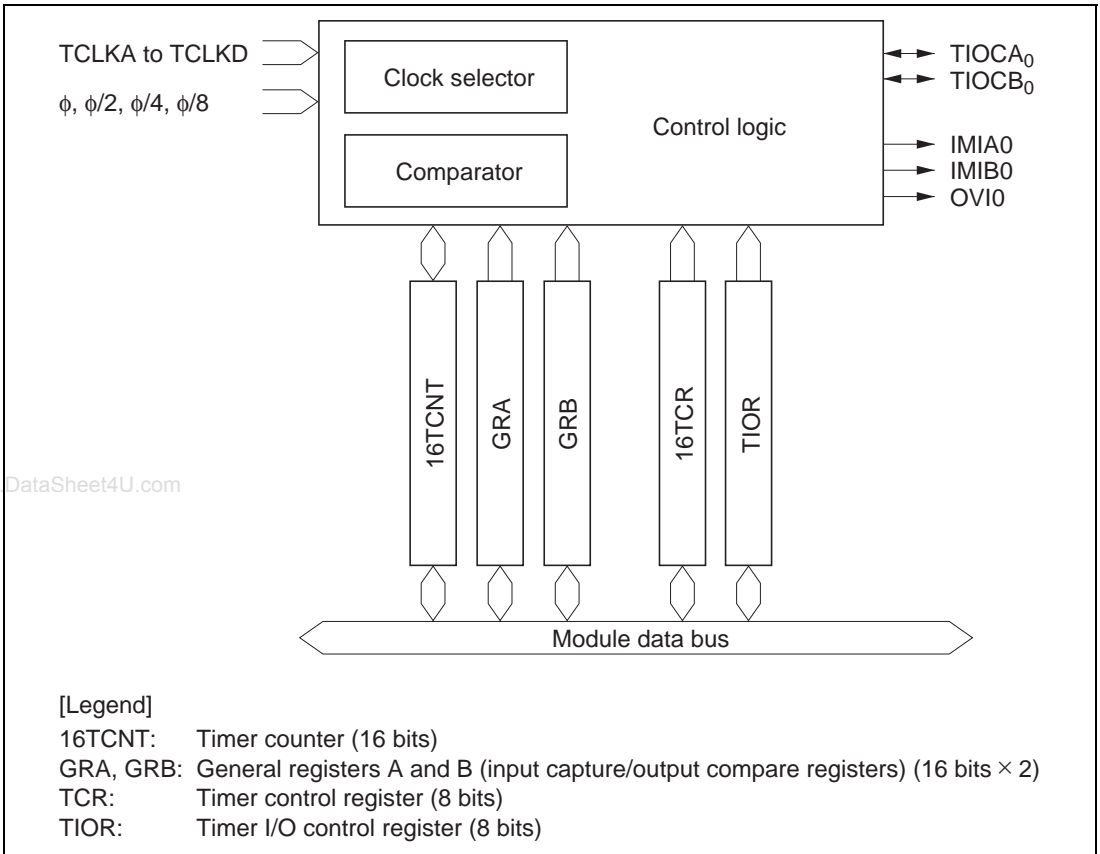 TCLKA to TCLKD
ϕ, ϕ/2, ϕ/4, ϕ/8
Clock selector
Comparator
Control logic
TIOCA₀
TIOCB₀
IMIA0
IMIB0
OVI0
16TCNT
GRA
GRB
16TCR
TIOR
.DataSheet4U.com
Module data bus
[Legend]
16TCNT: Timer counter (16 bits)
GRA, GRB: General registers A and B (input capture/output compare registers) (16 bits × 2)
TCR: Timer control register (8 bits)
TIOR: Timer I/O control register (8 bits)